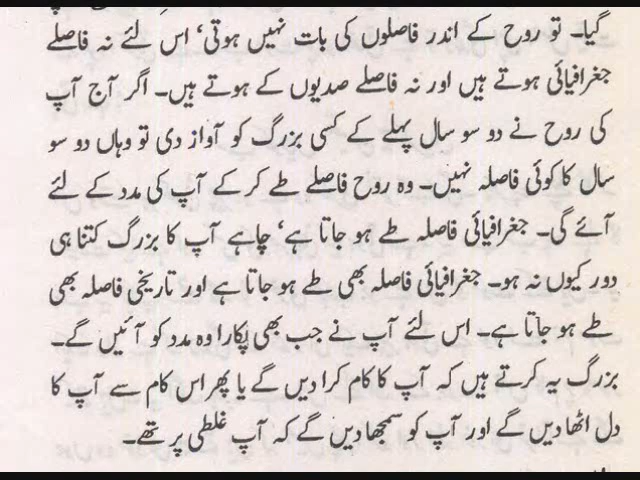 گیا۔ تو روح کے اندر فاصلوں کی بات نہیں ہوتی‘ اس لئے نہ فاصلے
جغرافیائی ہوتے ہیں اور نہ فاصلے صدیوں کے ہوتے ہیں۔ اگر آج آپ
کی روح نے دو سو سال پہلے کے کسی بزرگ کو آواز دی تو وہاں دو سو
سال کا کوئی فاصلہ نہیں۔ وہ روح فاصلے طے کر کے آپ کی مدد کے لئے
آئے گی۔ جغرافیائی فاصلہ طے ہو جاتا ہے‘ چاہے آپ کا بزرگ کتنا ہی
دور کیوں نہ ہو۔ جغرافیائی فاصلہ بھی طے ہو جاتا ہے اور تاریخی فاصلہ بھی
طے ہو جاتا ہے۔ اس لئے آپ نے جب بھی پکارا وہ مدد کو آئیں گے۔
بزرگ یہ کرتے ہیں کہ آپ کا کام کرا دیں گے یا پھر اس کام سے آپ کا
دل اٹھا دیں گے اور آپ کو سمجھا دیں گے کہ آپ غلطی پر تھے۔